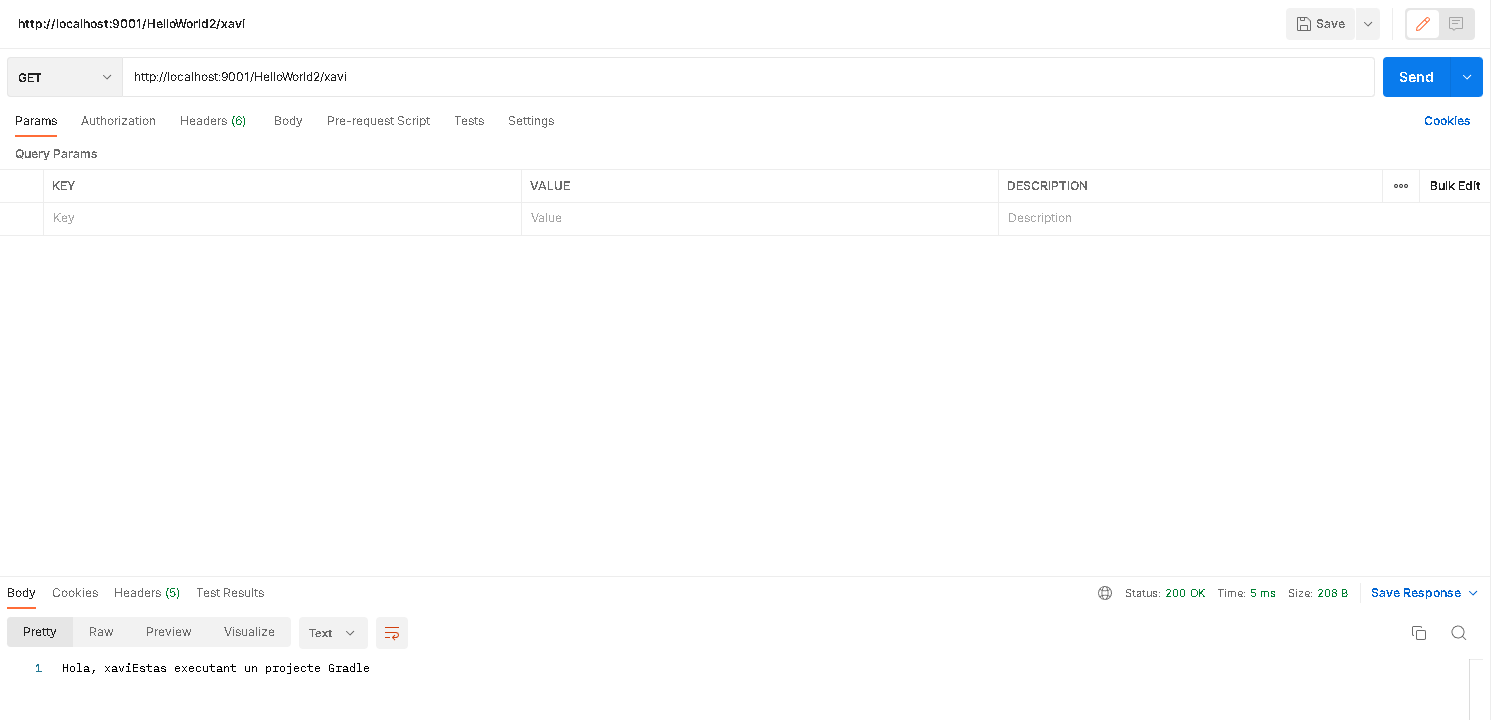 http://localhost:9001/HelloWorld2/xavi
Save
GET
http://localhost:9001/HelloWorld2/xavi
Send
Params Authorization Headers (6) Body Pre-request Script Tests Settings Cookies
Query Params
KEY VALUE DESCRIPTION ••• Bulk Edit
Key Value Description
Body Cookies Headers (5) Test Results Status: 200 OK Time: 5 ms Size: 208 B Save Response
Pretty Raw Preview Visualize Text
1 Hola, xaviEstas executant un projecte Gradle